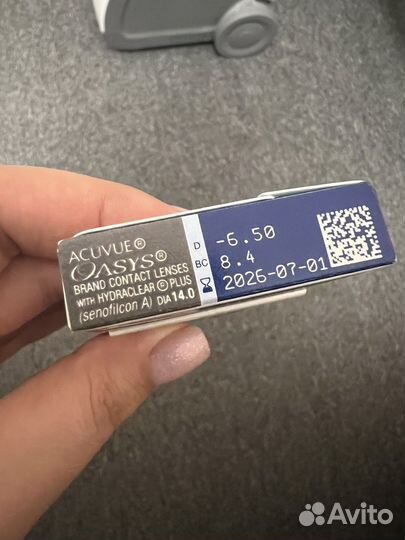 ACUVUE®
OASYS®
BRAND CONTACT LENSES
WITH HYDRACLEAR® PLUS
(senofilcon A) DIA 14.0
D -6.50
BC 8.4
2026-07-01
Avito